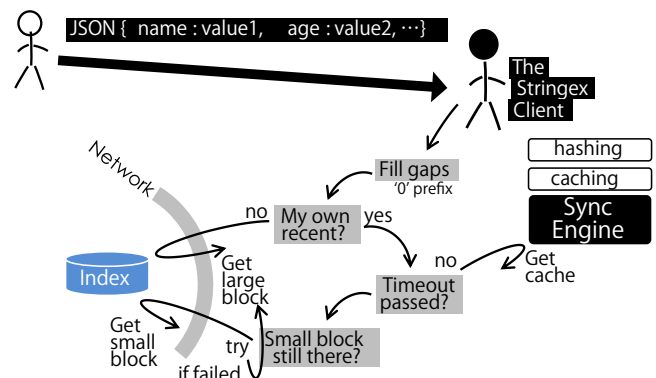 JSON { name : value1, age : value2, ···}
The
Stringex
Client
hashing
caching
Sync
Engine
Network
Fill gaps
‘0’ prefix
no
My own
recent?
yes
Index
Get
large
block
no
Get
cache
Timeout
passed?
Get
small
block
try
Small block
still there?
if failed